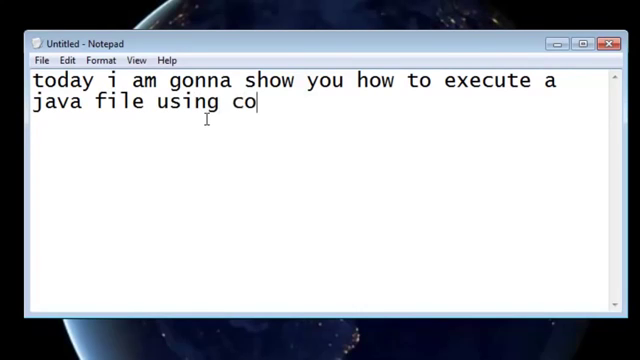 Untitled - Notepad
File Edit Format View Help
today i am gonna show you how to execute a
java file using co